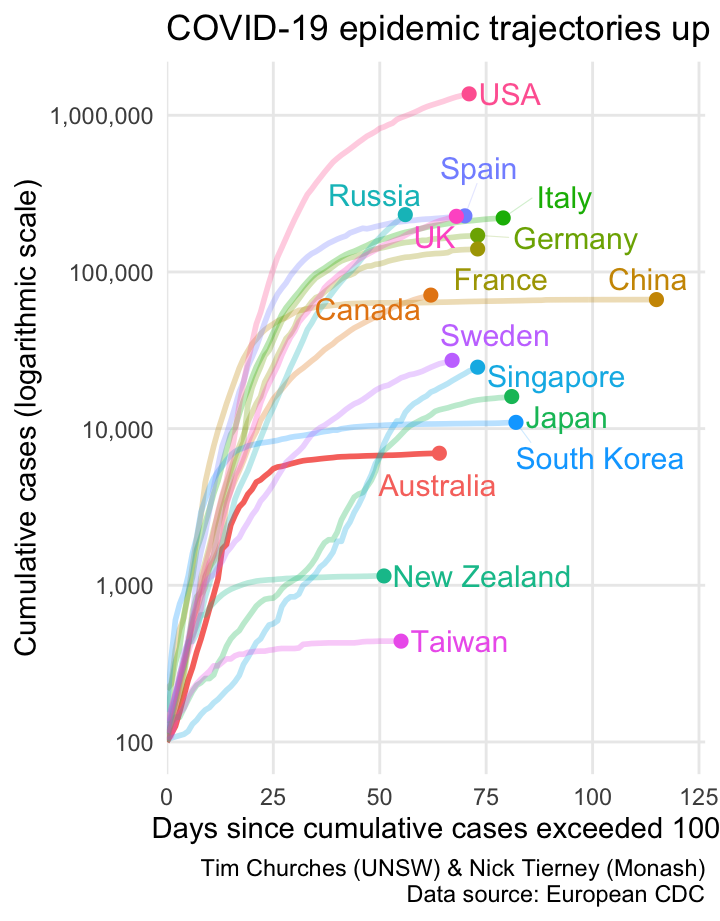 COVID-19 epidemic trajectories up
Cumulative cases (logarithmic scale)
1,000,000
100,000
10,000
1,000
100
USA
Spain
Russia
Italy
UK
Germany
France
China
Canada
Sweden
Singapore
Japan
South Korea
Australia
New Zealand
Taiwan
0 25 50 75 100 125
Days since cumulative cases exceeded 100
Tim Churches (UNSW) & Nick Tierney (Monash)
Data source: European CDC